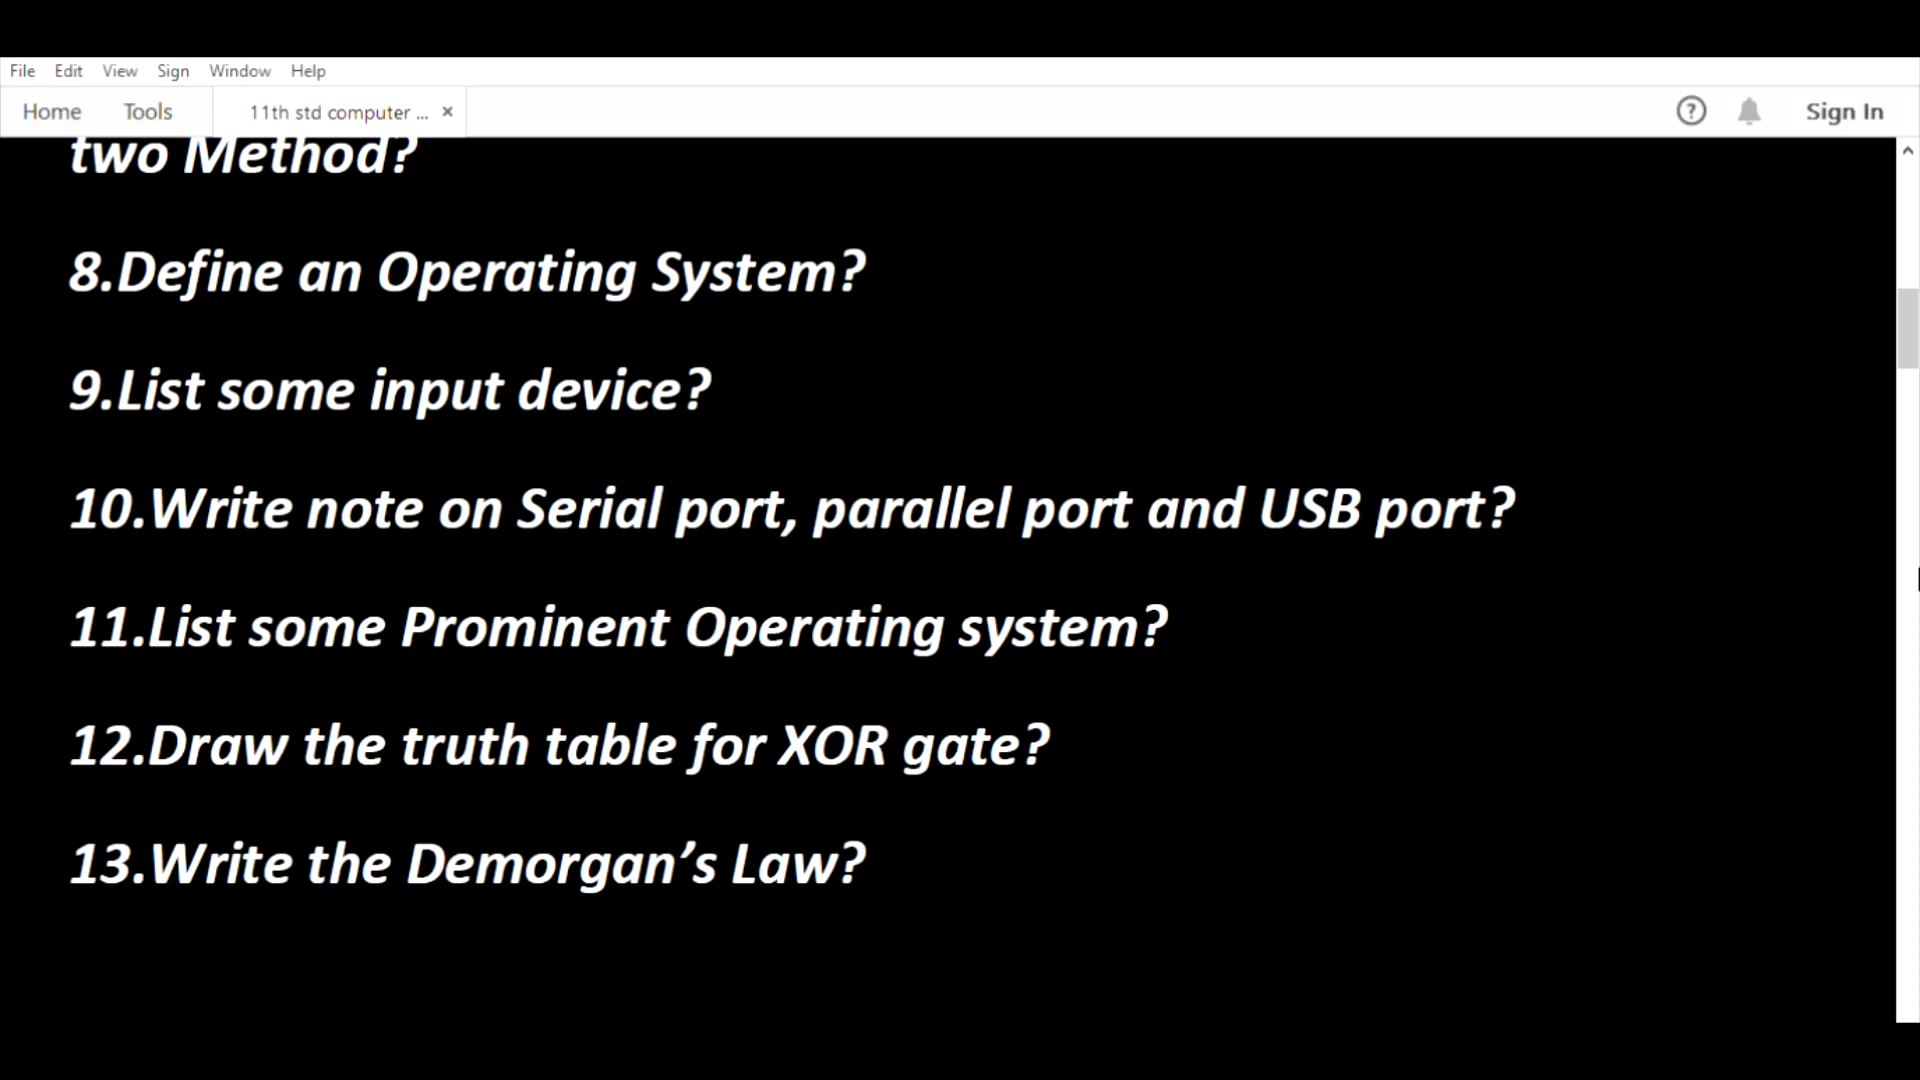 File Edit View Sign Window Help
Home Tools 11th std computer ... × ? Sign In
two Method?
8.Define an Operating System?
9.List some input device?
10.Write note on Serial port, parallel port and USB port?
11.List some Prominent Operating system?
12.Draw the truth table for XOR gate?
13.Write the Demorgan’s Law?